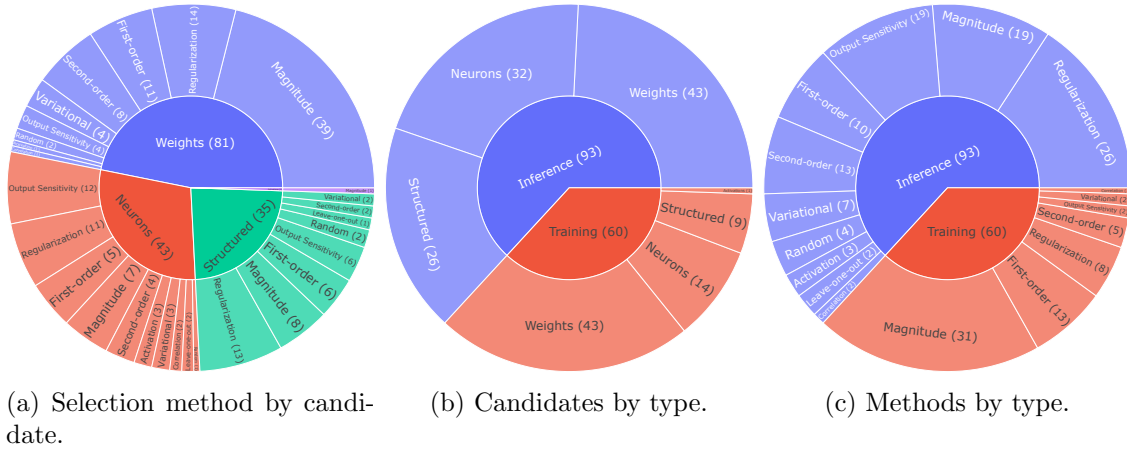 Weights (81)
Magnitude (39)
Regularization (14)
First-order (11)
Second-order (8)
Variational (4)
Output Sensitivity (4)
Random (2)
Neurons (43)
Output Sensitivity (12)
Regularization (11)
First-order (5)
Magnitude (7)
Second-order (4)
Activation (3)
Variational (3)
Correlation (2)
Leave-one-out (2)
Structured (35)
Regularization (13)
Magnitude (8)
First-order (6)
Output Sensitivity (6)
Random (2)
Leave-one-out (1)
Second-order (2)
Variational (2)
(a) Selection method by candi-
date.
Inference (93)
Weights (43)
Neurons (32)
Structured (26)
Training (60)
Weights (43)
Neurons (14)
Structured (9)
(b) Candidates by type.
Inference (93)
Regularization (26)
Magnitude (19)
Output Sensitivity (19)
First-order (10)
Second-order (13)
Variational (7)
Random (4)
Activation (3)
Leave-one-out (2)
Correlation (2)
Training (60)
Magnitude (31)
First-order (13)
Regularization (8)
Second-order (5)
Output Sensitivity (2)
Variational (2)
(c) Methods by type.